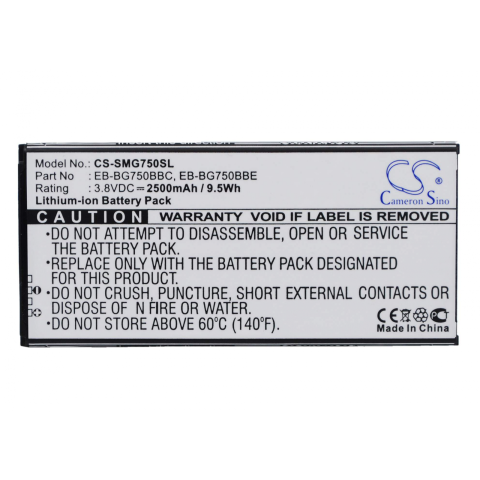 Model No.: CS-SMG750SL
Part No : EB-BG750BBC, EB-BG750BBE
Rating : 3.8VDC⎓2500mAh / 9.5Wh
Lithium-ion Battery Pack
CS
Cameron Sino
CAUTION WARNING: VOID IF LABEL IS REMOVED
DO NOT ATTEMPT TO DISASSEMBLE OR SERVICE
THE BATTERY PACK
REPLACE ONLY WITH THE BATTERY PACK DESIGNATED
FOR THIS PRODUCT
DO NOT CRUSH, PUNCTURE, SHORT EXTERNAL CONTACTS OR
DISPOSE OF N FIRE OR WATER.
DO NOT STORE ABOVE 60°C (140°F)
CE
Made In China